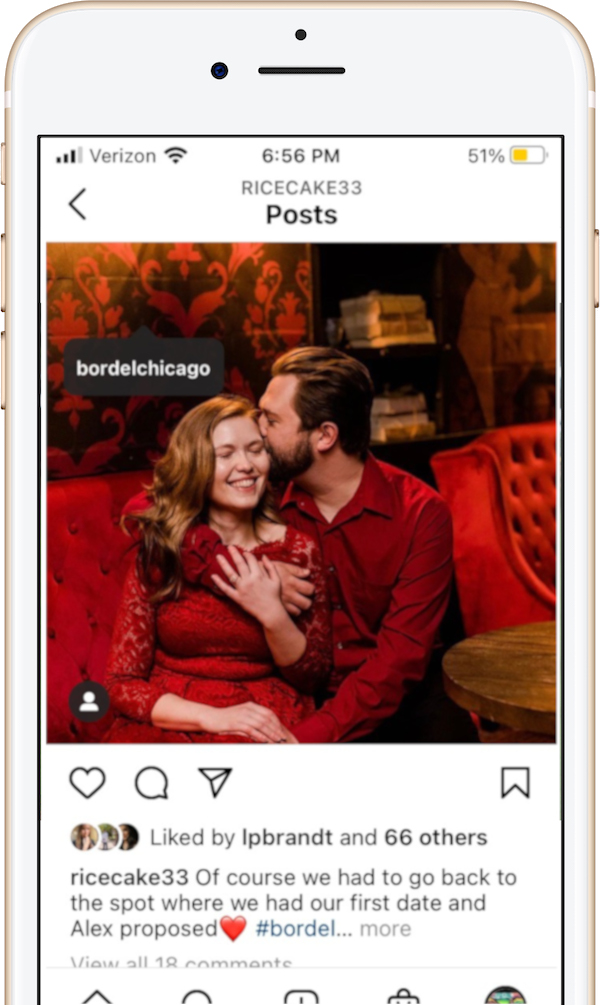 Verizon 6:56 PM 51%
RICECAKE33
Posts
bordelchicago
Liked by lpbrandt and 66 others
ricecake33 Of course we had to go back to
the spot where we had our first date and
Alex proposed❤️ #bordel... more
View all 18 comments